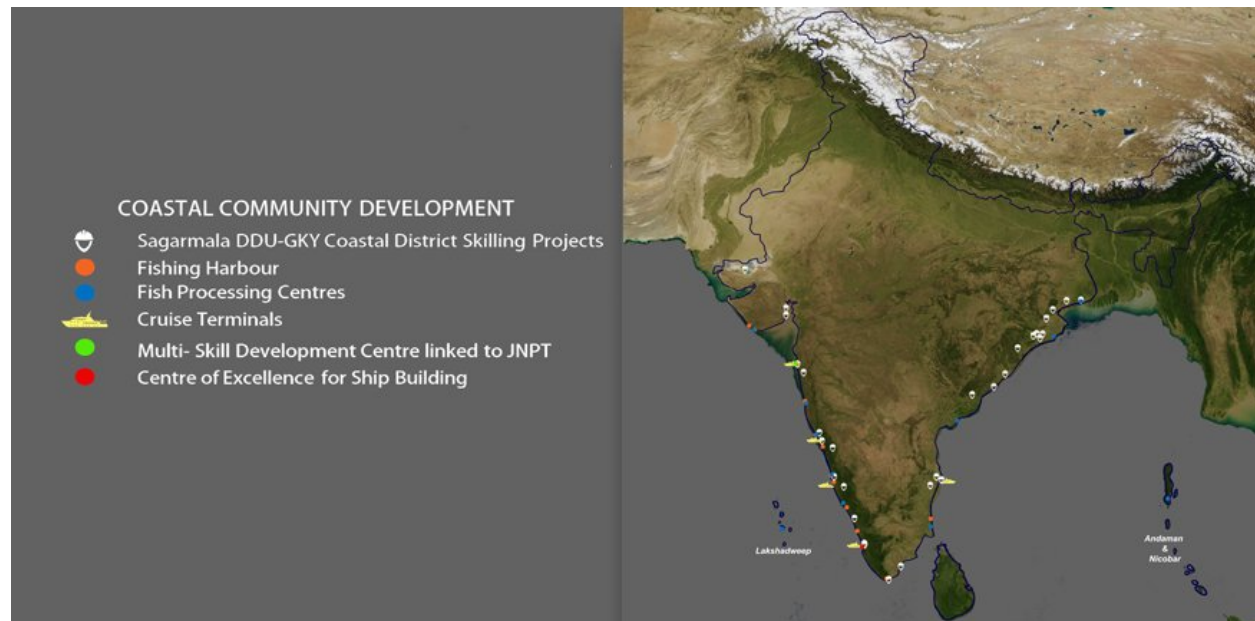 COASTAL COMMUNITY DEVELOPMENT
Sagarmala DDU-GKY Coastal District Skilling Projects
Fishing Harbour
Fish Processing Centres
Cruise Terminals
Multi- Skill Development Centre linked to JNPT
Centre of Excellence for Ship Building
Lakshadweep
Andaman
&
Nicobar